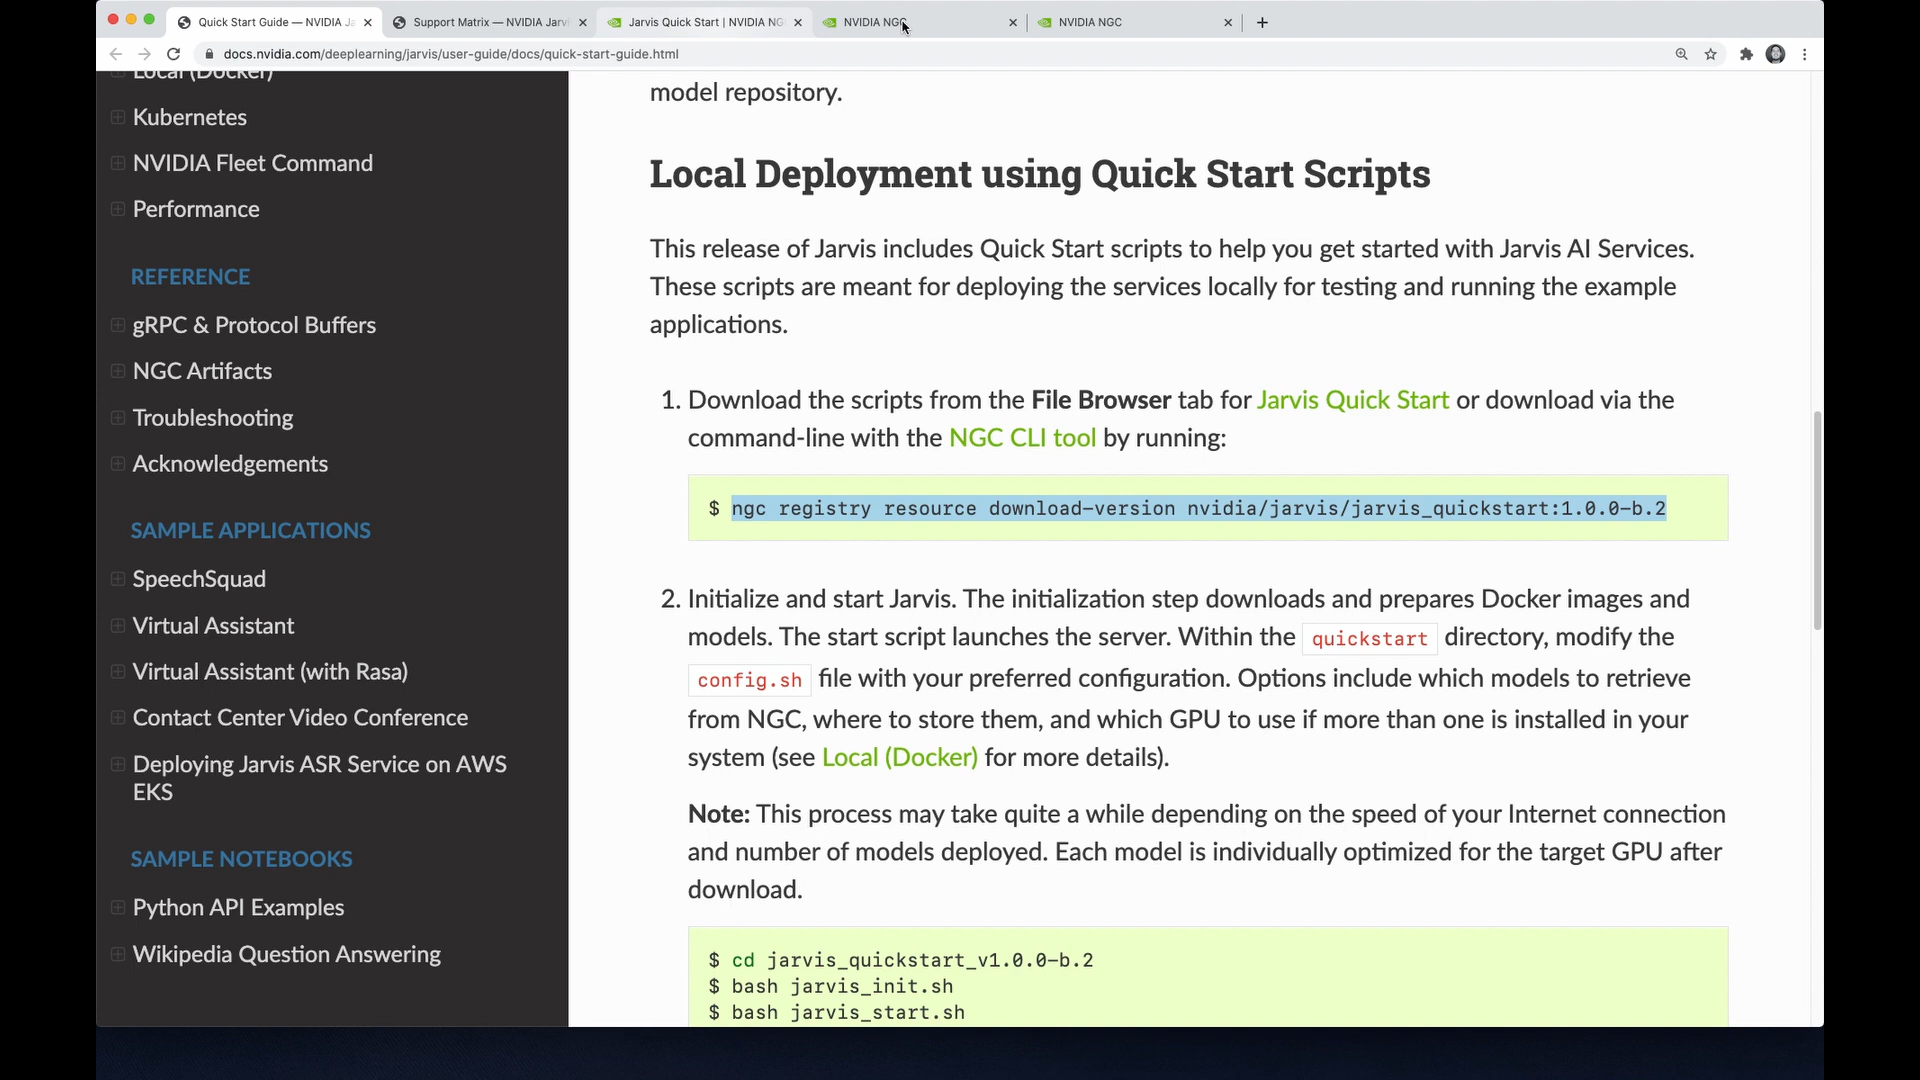 Quick Start Guide — NVIDIA Ja
Support Matrix — NVIDIA Jarvi
Jarvis Quick Start | NVIDIA NG
NVIDIA NGC
NVIDIA NGC
docs.nvidia.com/deeplearning/jarvis/user-guide/docs/quick-start-guide.html
Local (Docker)
Kubernetes
NVIDIA Fleet Command
Performance
REFERENCE
gRPC & Protocol Buffers
NGC Artifacts
Troubleshooting
Acknowledgements
SAMPLE APPLICATIONS
SpeechSquad
Virtual Assistant
Virtual Assistant (with Rasa)
Contact Center Video Conference
Deploying Jarvis ASR Service on AWS
EKS
SAMPLE NOTEBOOKS
Python API Examples
Wikipedia Question Answering
model repository.
Local Deployment using Quick Start Scripts
This release of Jarvis includes Quick Start scripts to help you get started with Jarvis AI Services.
These scripts are meant for deploying the services locally for testing and running the example
applications.
1. Download the scripts from the File Browser tab for Jarvis Quick Start or download via the
command-line with the NGC CLI tool by running:
$ ngc registry resource download-version nvidia/jarvis/jarvis_quickstart:1.0.0-b.2
2. Initialize and start Jarvis. The initialization step downloads and prepares Docker images and
models. The start script launches the server. Within the quickstart directory, modify the
config.sh file with your preferred configuration. Options include which models to retrieve
from NGC, where to store them, and which GPU to use if more than one is installed in your
system (see Local (Docker) for more details).
Note: This process may take quite a while depending on the speed of your Internet connection
and number of models deployed. Each model is individually optimized for the target GPU after
download.
$ cd jarvis_quickstart_v1.0.0-b.2
$ bash jarvis_init.sh
$ bash jarvis_start.sh